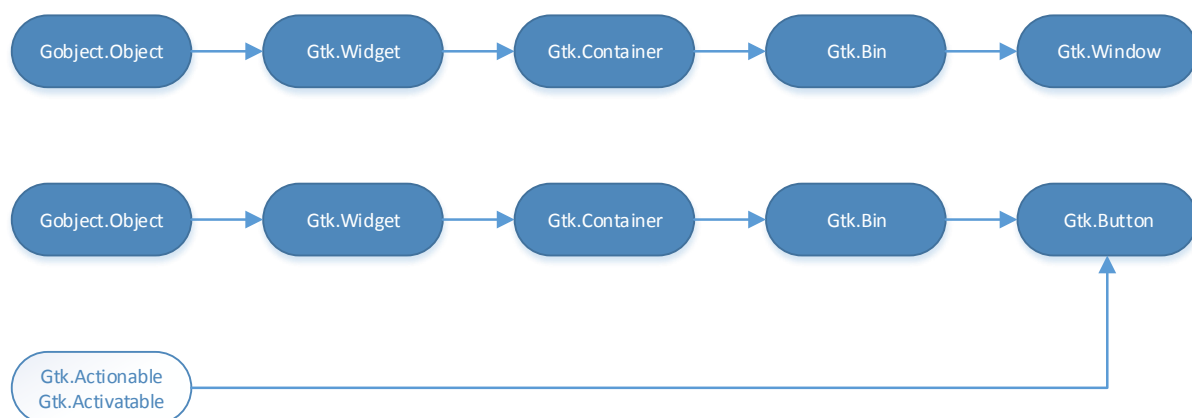 Gobject.Object
Gtk.Widget
Gtk.Container
Gtk.Bin
Gtk.Window
Gobject.Object
Gtk.Widget
Gtk.Container
Gtk.Bin
Gtk.Button
Gtk.Actionable
Gtk.Activatable